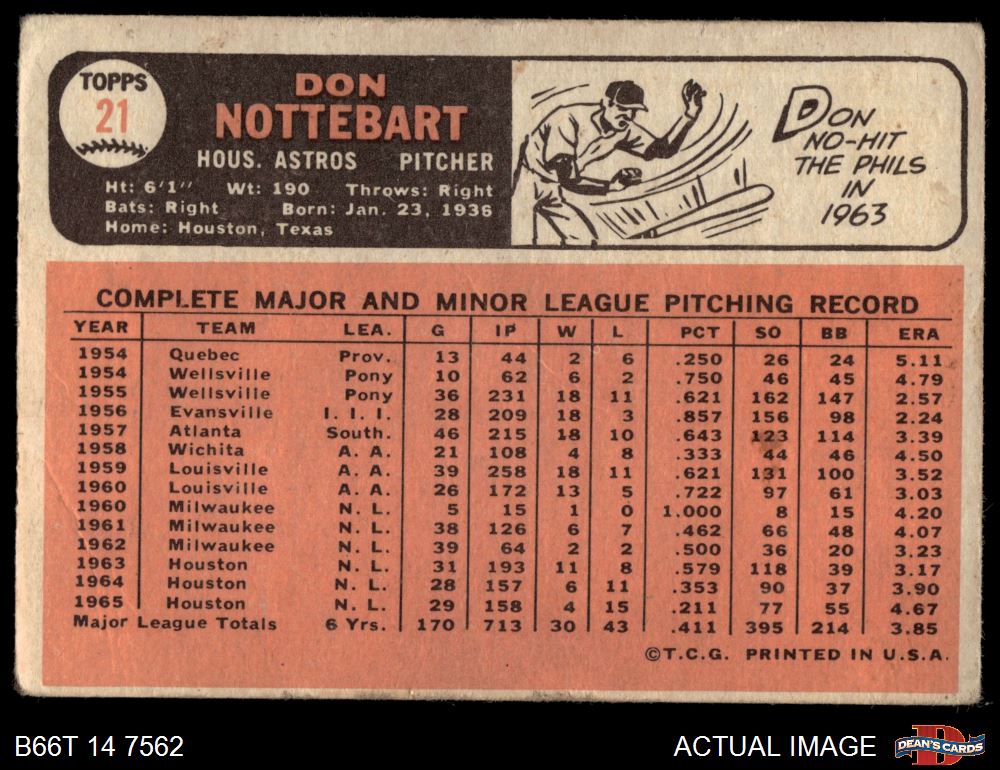 TOPPS
21
DON
NOTTEBART
HOUS. ASTROS PITCHER
Ht: 6'1" Wt: 190 Throws: Right
Bats: Right Born: Jan. 23, 1936
Home: Houston, Texas
DON
NO-HIT
THE PHILS
IN
1963
COMPLETE MAJOR AND MINOR LEAGUE PITCHING RECORD
YEAR TEAM LEA. G IP W L PCT SO BB ERA
1954 Quebec Prov. 13 44 2 6 .250 26 24 5.11
1954 Wellsville Pony 10 62 6 2 .750 46 45 4.79
1955 Wellsville Pony 36 231 18 11 .621 162 147 2.57
1956 Evansville I. I. I. 28 209 18 3 .857 156 98 2.24
1957 Atlanta South. 46 215 18 10 .643 123 114 3.39
1958 Wichita A. A. 21 108 4 8 .333 44 46 4.50
1959 Louisville A. A. 39 258 18 11 .621 131 100 3.52
1960 Louisville A. A. 26 172 13 5 .722 97 61 3.03
1960 Milwaukee N. L. 5 15 1 0 1.000 8 15 4.20
1961 Milwaukee N. L. 38 126 6 7 .462 66 48 4.07
1962 Milwaukee N. L. 39 64 2 2 .500 36 20 3.23
1963 Houston N. L. 31 193 11 8 .579 118 39 3.17
1964 Houston N. L. 28 157 6 11 .353 90 37 3.90
1965 Houston N. L. 29 158 4 15 .211 77 55 4.67
Major League Totals 6 Yrs. 170 713 30 43 .411 395 214 3.85
©T.C.G. PRINTED IN U.S.A.
B66T 14 7562
ACTUAL IMAGE
D
DEAN'S CARDS